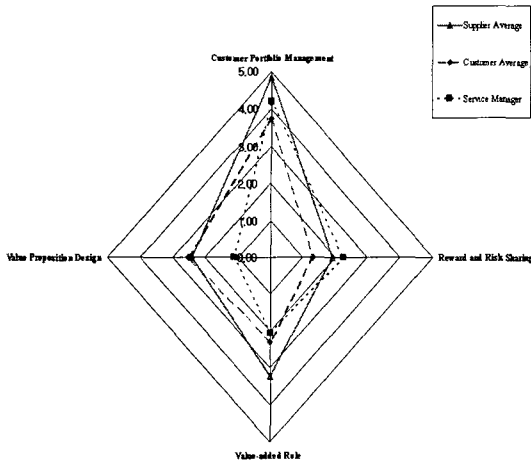 Supplier Average
Customer Average
Service Manager
Customer Portfolio Management
5,00
4,00
3,00
2,00
1,00
0,00
Value Proposition Design
Reward and Risk Sharing
Value-added Role